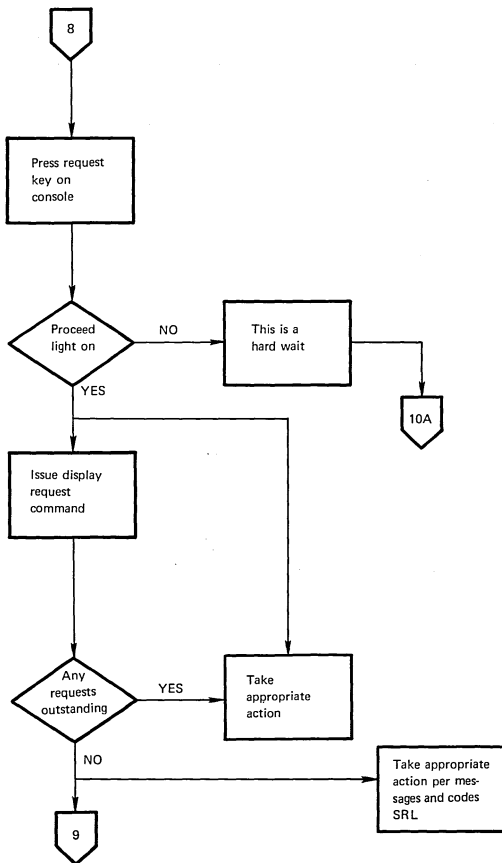 8
Press request
key on
console
Proceed
light on
NO
This is a
hard wait
YES
10A
Issue display
request
command
Any
requests
outstanding
YES
Take
appropriate
action
NO
Take appropriate
action per mes-
sages and codes
SRL
9